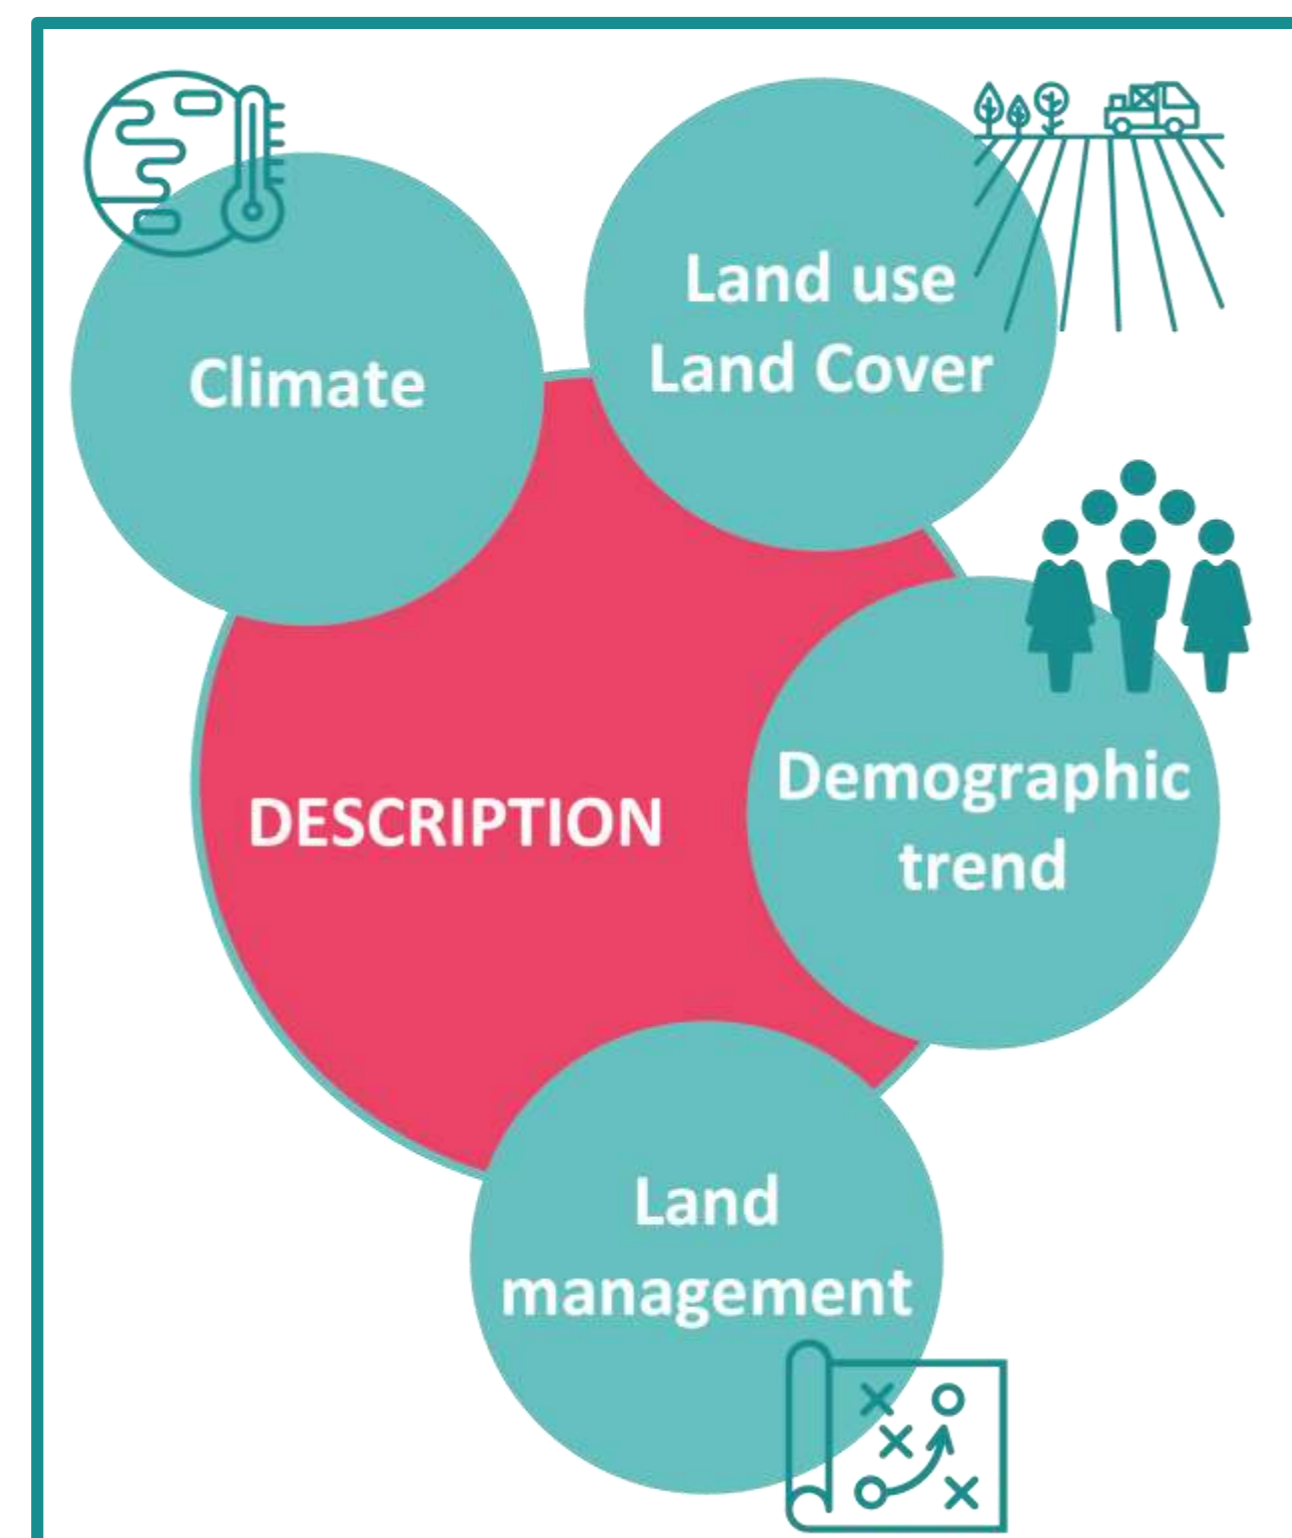 Climate
Land use
Land Cover
Demographic
trend
DESCRIPTION
Land
management